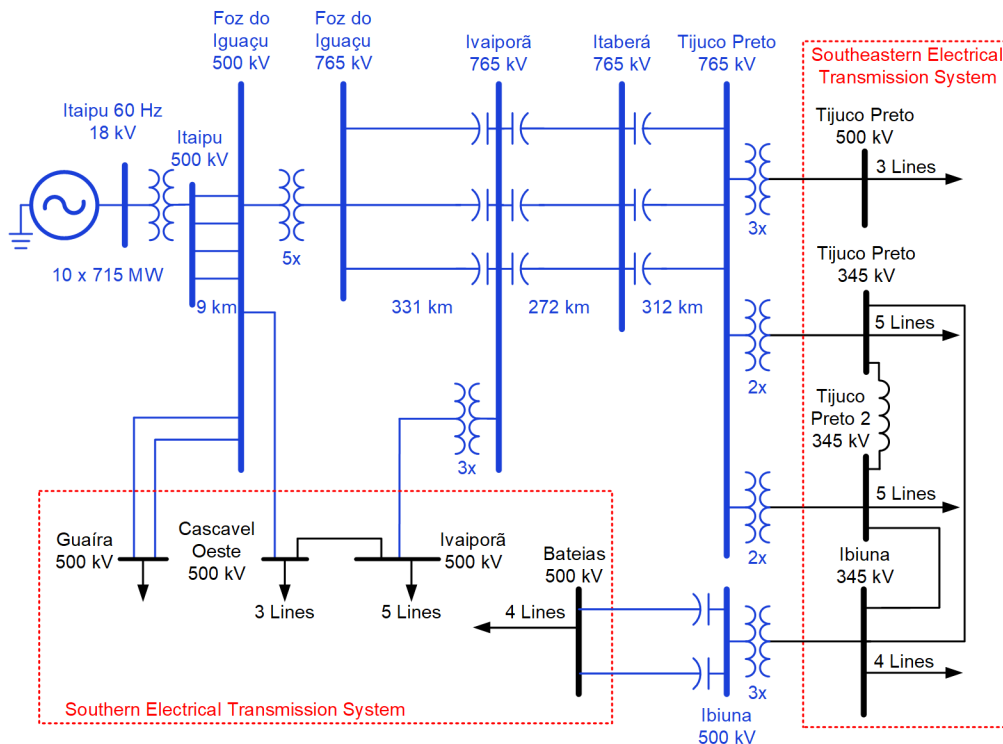 Foz do
Iguaçu
500 kV
Foz do
Iguaçu
765 kV
Ivaiporã
765 kV
Itaberá
765 kV
Tijuco Preto
765 kV
Southeastern Electrical
Transmission System
Itaipu 60 Hz
18 kV
Itaipu
500 kV
Tijuco Preto
500 kV
3 Lines
3x
5x
10 x 715 MW
9 km
331 km
272 km
312 km
Tijuco Preto
345 kV
5 Lines
2x
Tijuco
Preto 2
345 kV
3x
5 Lines
2x
Guaíra
500 kV
Cascavel
Oeste
500 kV
Ivaiporã
500 kV
Bateias
500 kV
Ibiuna
345 kV
3 Lines
5 Lines
4 Lines
4 Lines
3x
Southern Electrical Transmission System
Ibiuna
500 kV